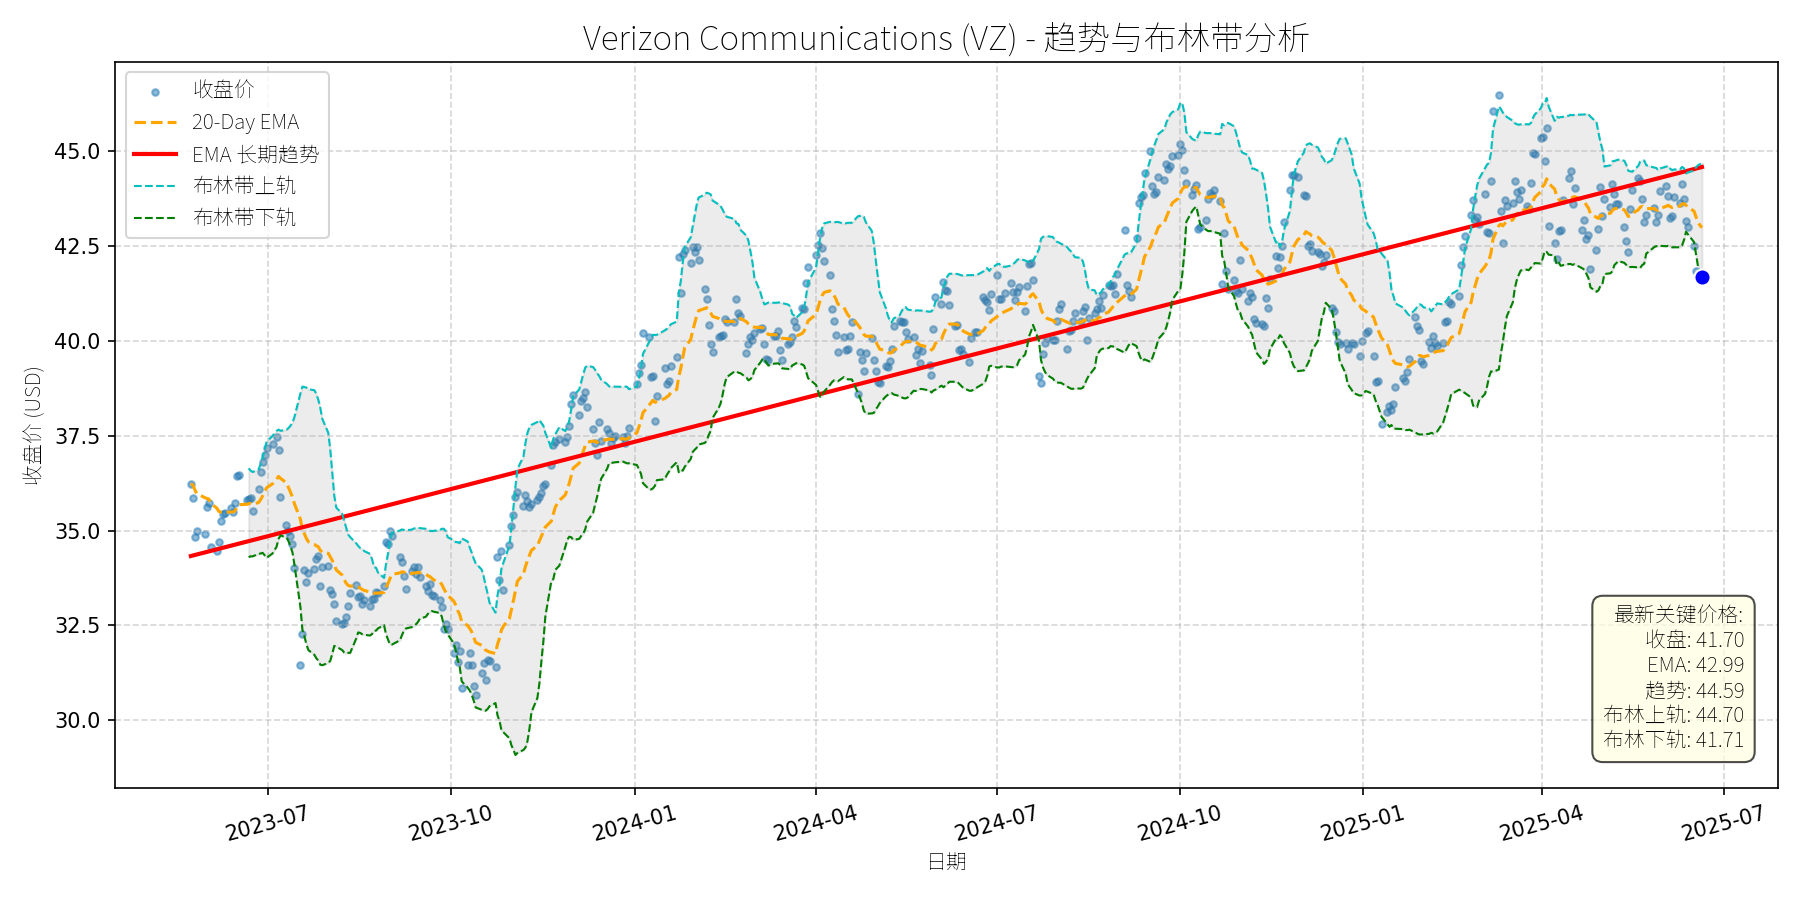 Verizon Communications (VZ) - 趋势与布林带分析
收盘价
20-Day EMA
EMA 长期趋势
布林带上轨
布林带下轨
45.0
42.5
40.0
37.5
35.0
32.5
30.0
收盘价 (USD)
最新关键价格:
收盘: 41.70
EMA: 42.99
趋势: 44.59
布林上轨: 44.70
布林下轨: 41.71
2023-07
2023-10
2024-01
2024-04
2024-07
2024-10
2025-01
2025-04
2025-07
日期